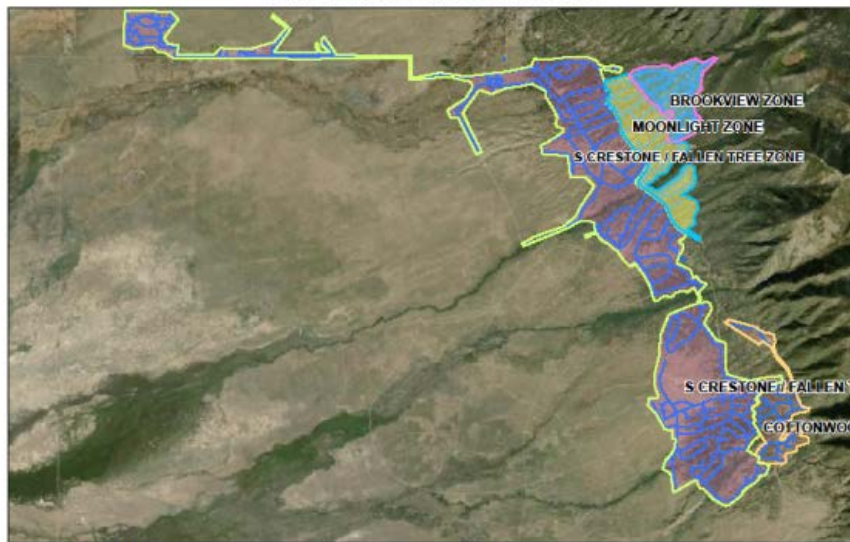 BROOKVIEW ZONE
MOONLIGHT ZONE
S CRESTONE / FALLEN TREE ZONE
S CRESTONE / FALLEN T
COTTONWOO